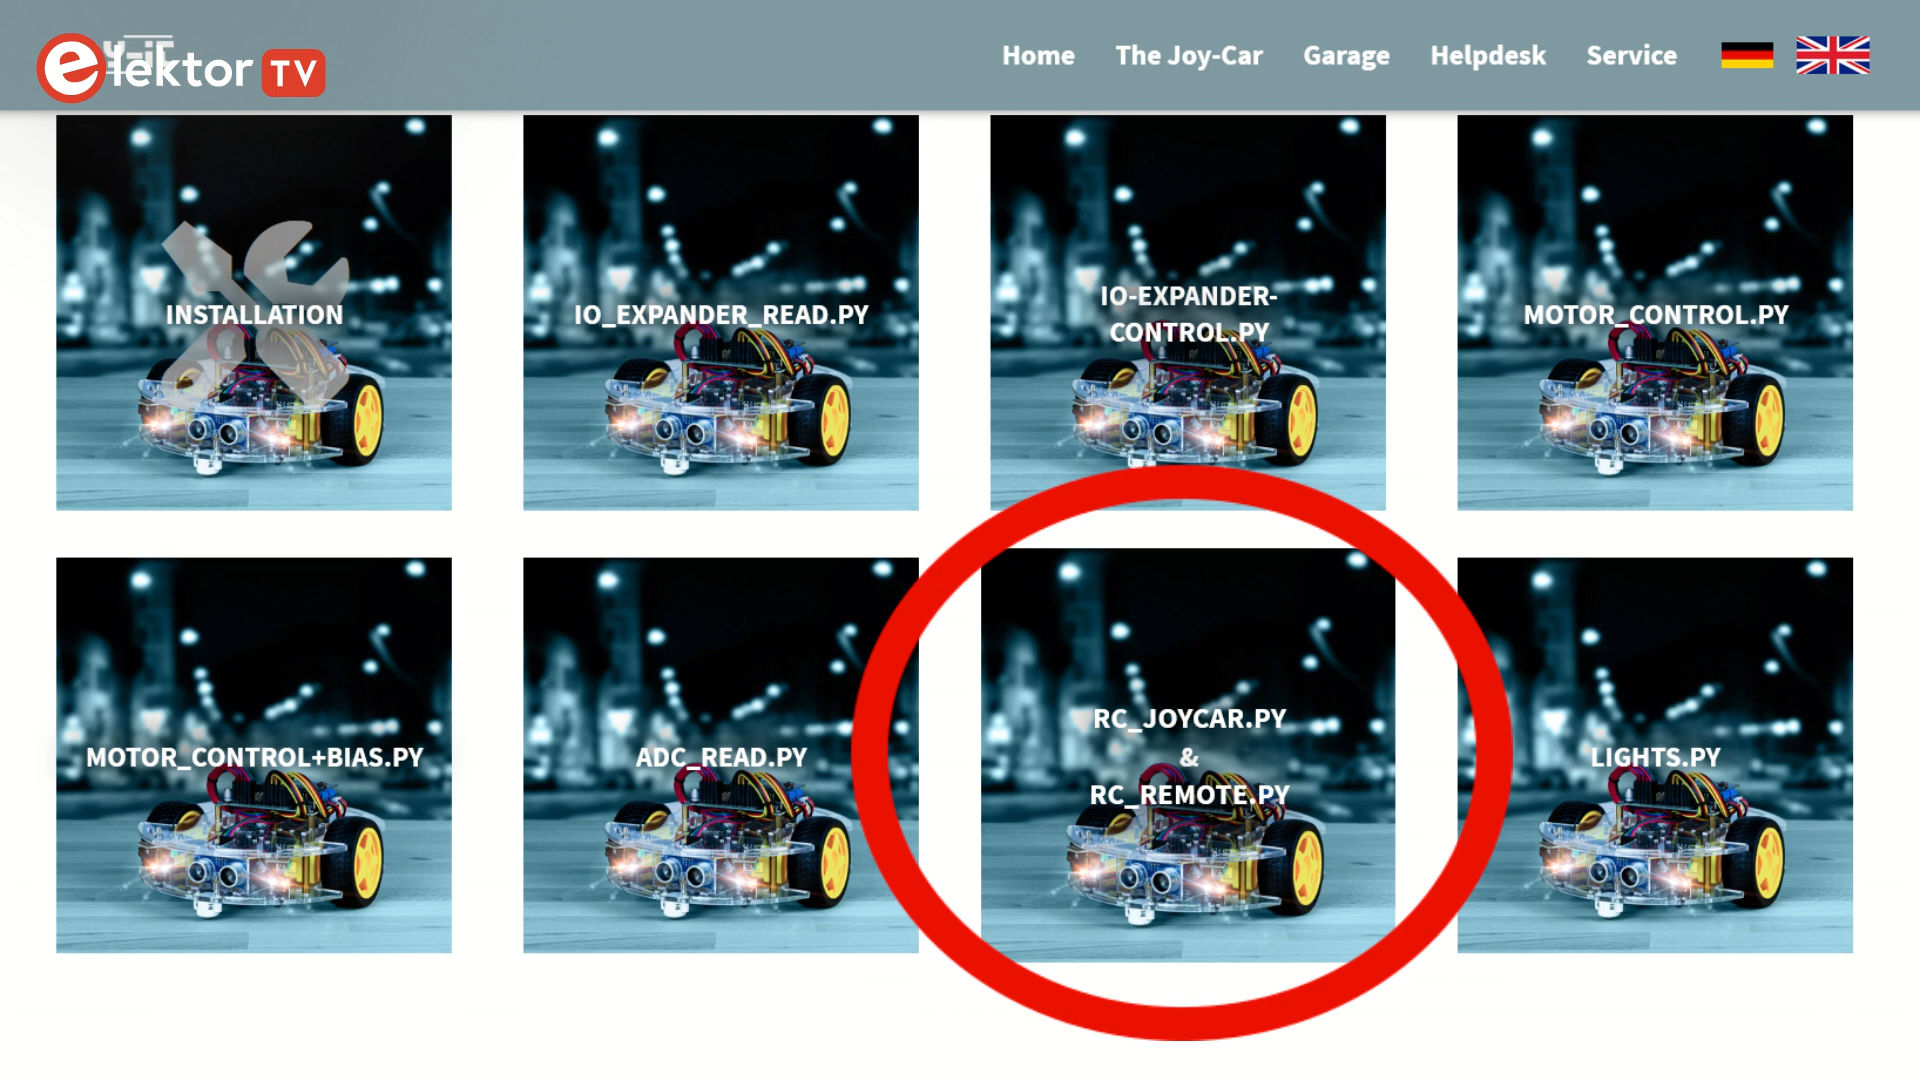 elektor TV
Home The Joy-Car Garage Helpdesk Service
INSTALLATION
IO_EXPANDER_READ.PY
IO-EXPANDER-
CONTROL.PY
MOTOR_CONTROL.PY
MOTOR_CONTROL+BIAS.PY
ADC_READ.PY
RC_JOYCAR.PY
&
RC_REMOTE.PY
LIGHTS.PY